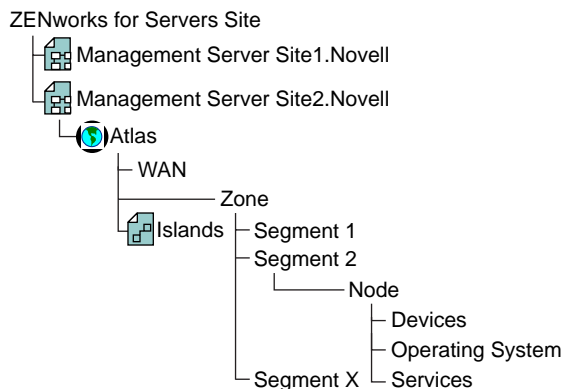 ZENworks for Servers Site
Management Server Site1.Novell
Management Server Site2.Novell
Atlas
WAN
Zone
Islands
Segment 1
Segment 2
Node
Devices
Operating System
Services
Segment X